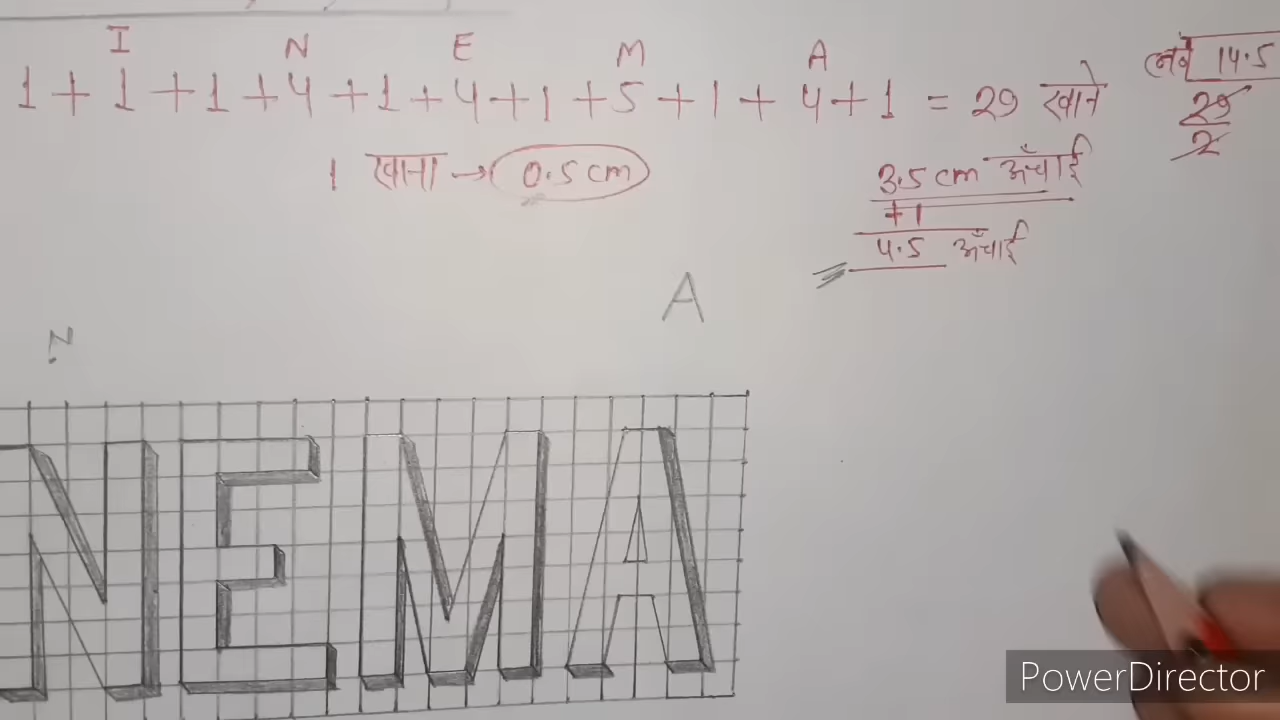 I N E M A
1 + 1 + 1 + 4 + 1 + 4 + 1 + 5 + 1 + 4 + 1 = 29 खाने
14.5
29
2
1 खाना → 0.5 cm
3.5 cm ऊँचाई
+1
4.5 ऊँचाई
A
N
NEMA
PowerDirector